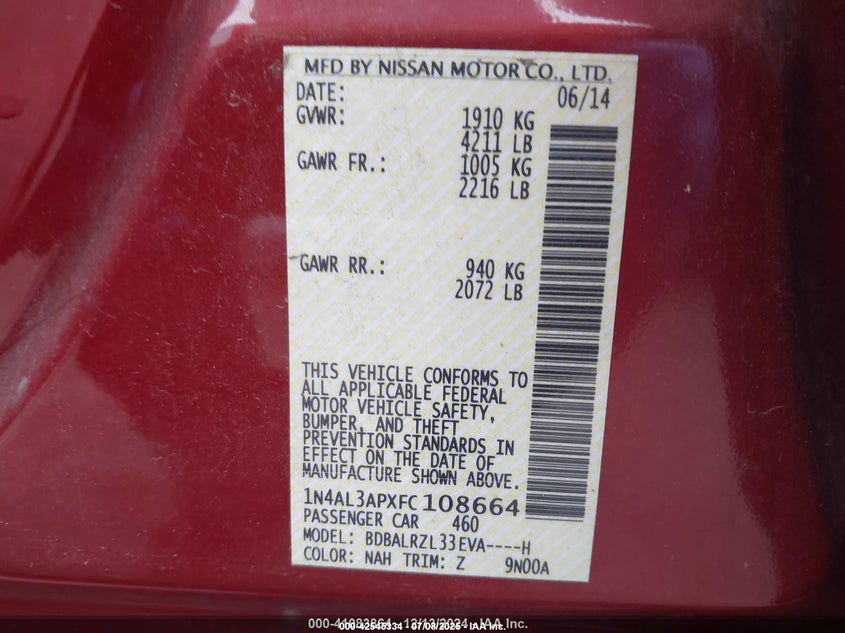 MFD BY NISSAN MOTOR CO., LTD.
DATE: 06/14
GVWR: 1910 KG
4211 LB
GAWR FR.: 1005 KG
2216 LB
GAWR RR.: 940 KG
2072 LB
THIS VEHICLE CONFORMS TO
ALL APPLICABLE FEDERAL
MOTOR VEHICLE SAFETY,
BUMPER, AND THEFT
PREVENTION STANDARDS IN
EFFECT ON THE DATE OF
MANUFACTURE SHOWN ABOVE.
1N4AL3APXFC108664
PASSENGER CAR 460
MODEL: BDBALRZL33EVA----H
COLOR: NAH TRIM: Z 9N00A
IAA Inc.